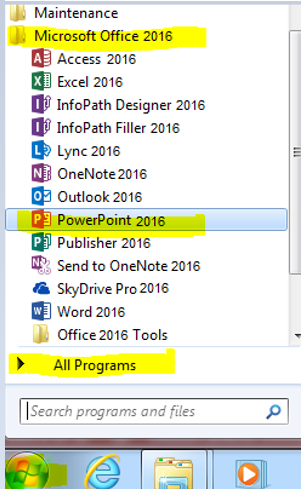 Maintenance
Microsoft Office 2016
Access 2016
Excel 2016
InfoPath Designer 2016
InfoPath Filler 2016
Lync 2016
OneNote 2016
Outlook 2016
PowerPoint 2016
Publisher 2016
Send to OneNote 2016
SkyDrive Pro 2016
Word 2016
Office 2016 Tools
All Programs
Search programs and files